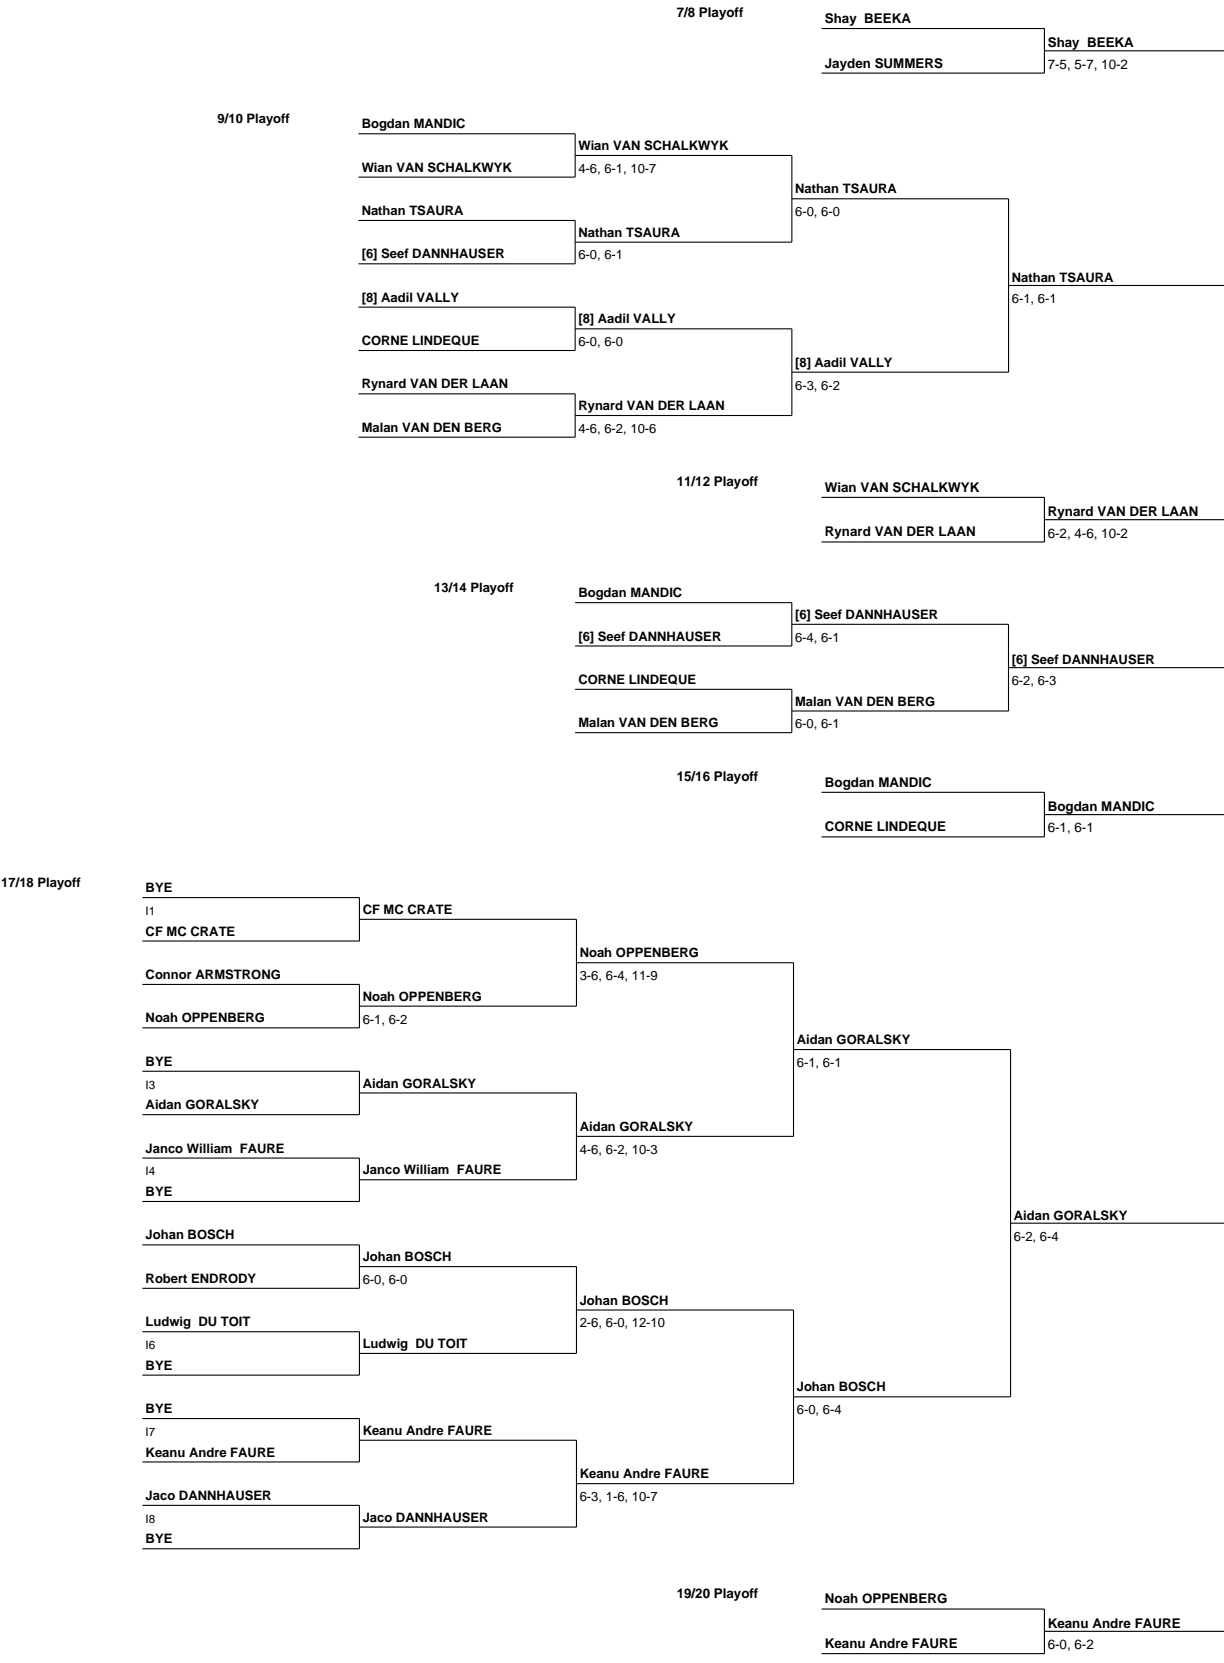 7/8 Playoff
Shay  BEEKA
Shay  BEEKA
Jayden SUMMERS
7-5, 5-7, 10-2
9/10 Playoff
Bogdan MANDIC
Wian VAN SCHALKWYK
Wian VAN SCHALKWYK
4-6, 6-1, 10-7
Nathan TSAURA
Nathan TSAURA
6-0, 6-0
Nathan TSAURA
[6] Seef DANNHAUSER
6-0, 6-1
Nathan TSAURA
6-1, 6-1
[8] Aadil VALLY
[8] Aadil VALLY
CORNE LINDEQUE
6-0, 6-0
[8] Aadil VALLY
6-3, 6-2
Rynard VAN DER LAAN
Rynard VAN DER LAAN
Malan VAN DEN BERG
4-6, 6-2, 10-6
11/12 Playoff
Wian VAN SCHALKWYK
Rynard VAN DER LAAN
Rynard VAN DER LAAN
6-2, 4-6, 10-2
13/14 Playoff
Bogdan MANDIC
[6] Seef DANNHAUSER
[6] Seef DANNHAUSER
6-4, 6-1
[6] Seef DANNHAUSER
6-2, 6-3
CORNE LINDEQUE
Malan VAN DEN BERG
Malan VAN DEN BERG
6-0, 6-1
15/16 Playoff
Bogdan MANDIC
Bogdan MANDIC
CORNE LINDEQUE
6-1, 6-1
17/18 Playoff
BYE
I1
CF MC CRATE
CF MC CRATE
Noah OPPENBERG
3-6, 6-4, 11-9
Connor ARMSTRONG
Noah OPPENBERG
Noah OPPENBERG
6-1, 6-2
Aidan GORALSKY
6-1, 6-1
BYE
I3
Aidan GORALSKY
Aidan GORALSKY
Aidan GORALSKY
4-6, 6-2, 10-3
Janco William  FAURE
I4
Janco William  FAURE
BYE
Aidan GORALSKY
6-2, 6-4
Johan BOSCH
Johan BOSCH
Robert ENDRODY
6-0, 6-0
Johan BOSCH
2-6, 6-0, 12-10
Ludwig  DU TOIT
I6
Ludwig  DU TOIT
BYE
Johan BOSCH
6-0, 6-4
BYE
I7
Keanu Andre FAURE
Keanu Andre FAURE
Keanu Andre FAURE
6-3, 1-6, 10-7
Jaco DANNHAUSER
I8
Jaco DANNHAUSER
BYE
19/20 Playoff
Noah OPPENBERG
Keanu Andre FAURE
Keanu Andre FAURE
6-0, 6-2